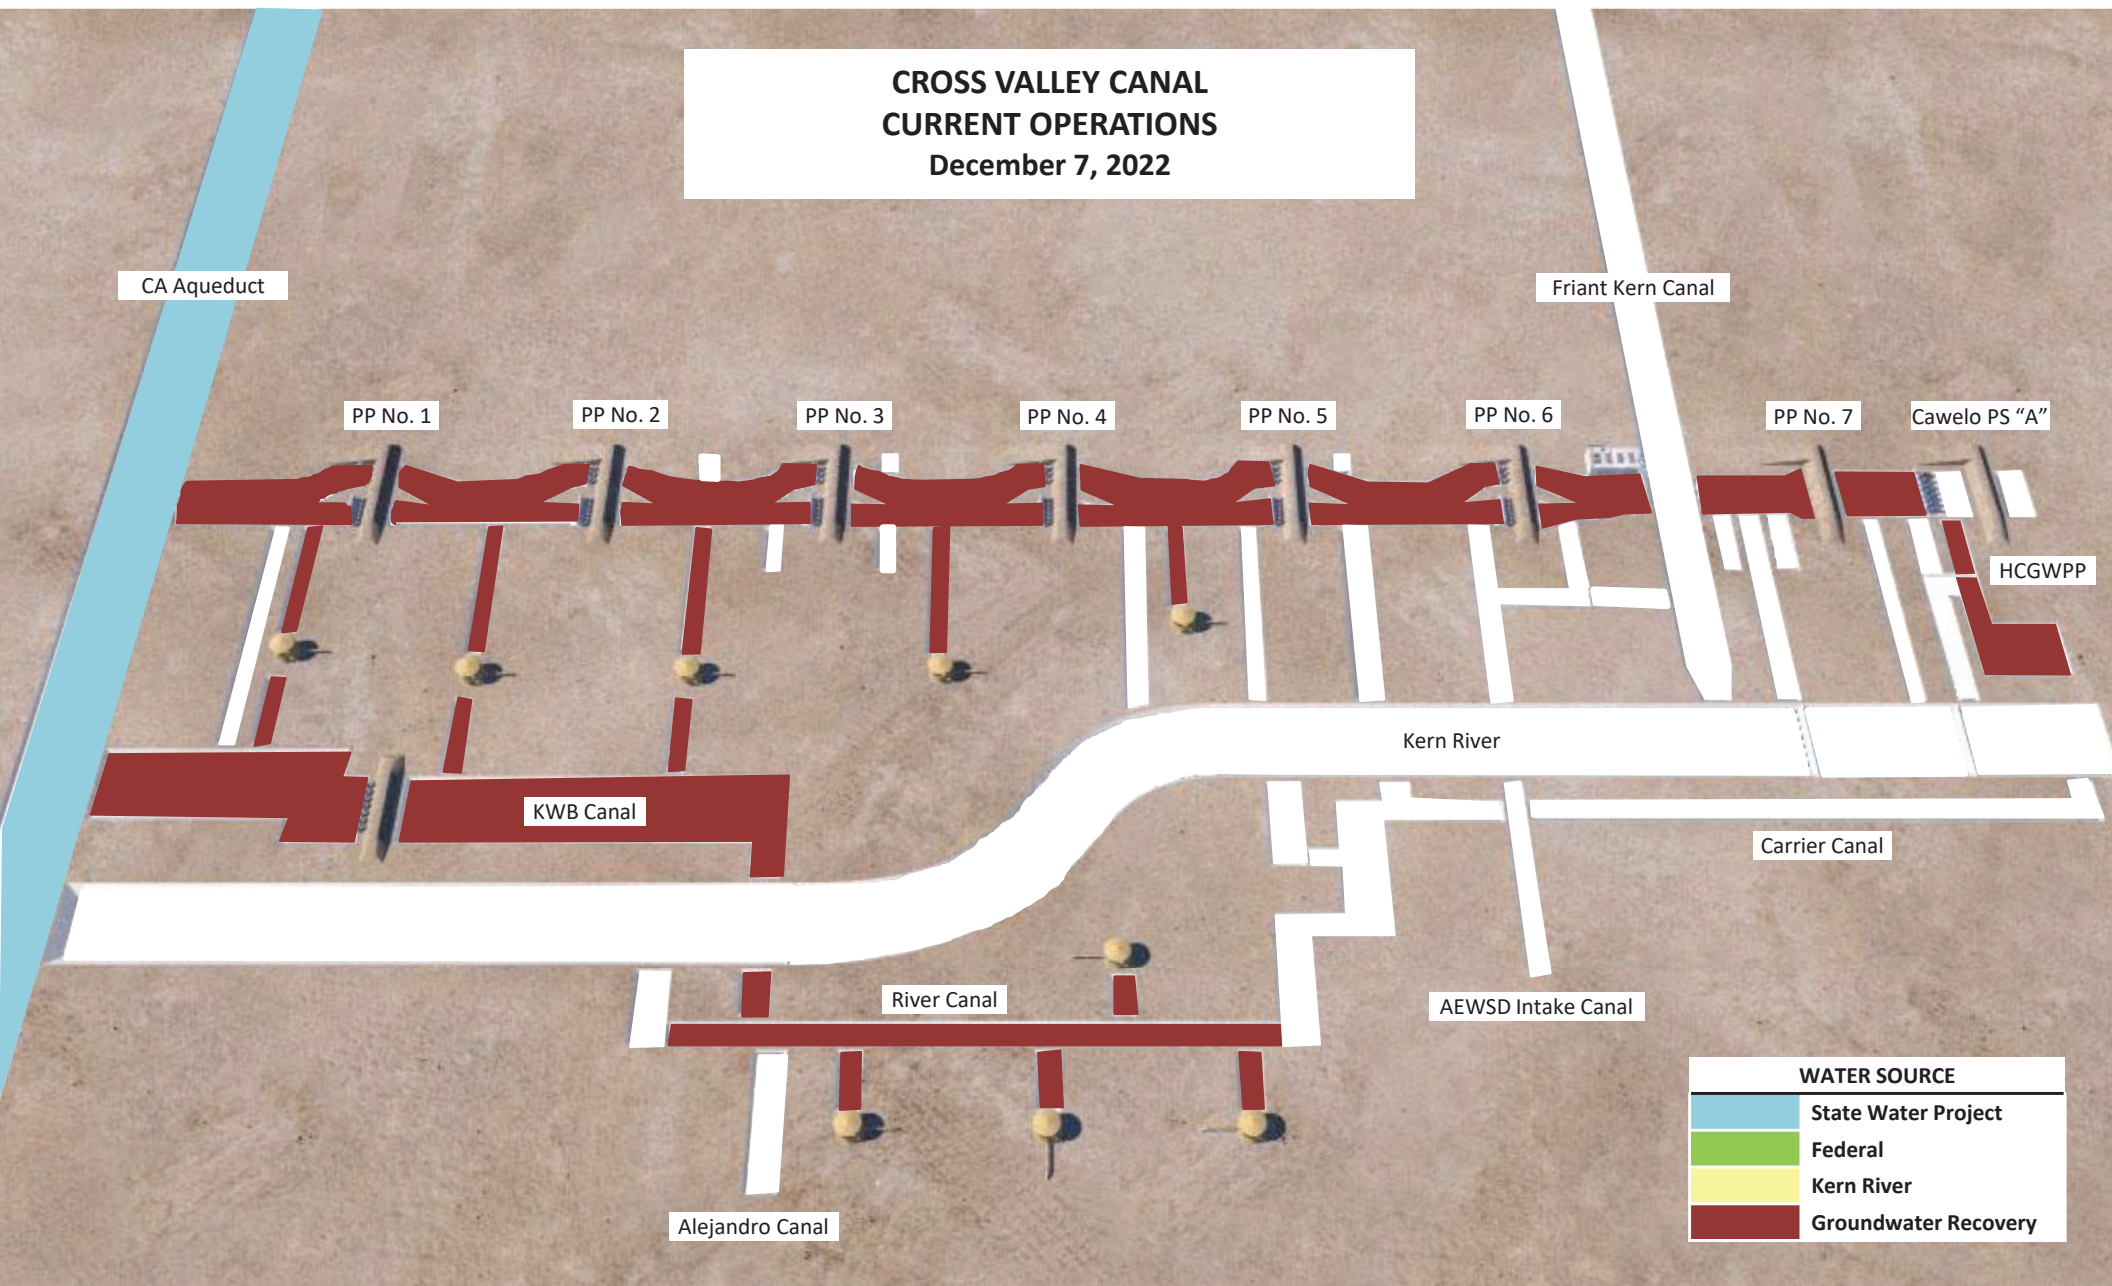 CROSS VALLEY CANAL
CURRENT OPERATIONS
December 7, 2022
CA Aqueduct
Friant Kern Canal
PP No. 1
PP No. 2
PP No. 3
PP No. 4
PP No. 5
PP No. 6
PP No. 7
Cawelo PS “A”
HCGWPP
Kern River
KWB Canal
Carrier Canal
River Canal
AEWSD Intake Canal
Alejandro Canal
WATER SOURCE
State Water Project
Federal
Kern River
Groundwater Recovery